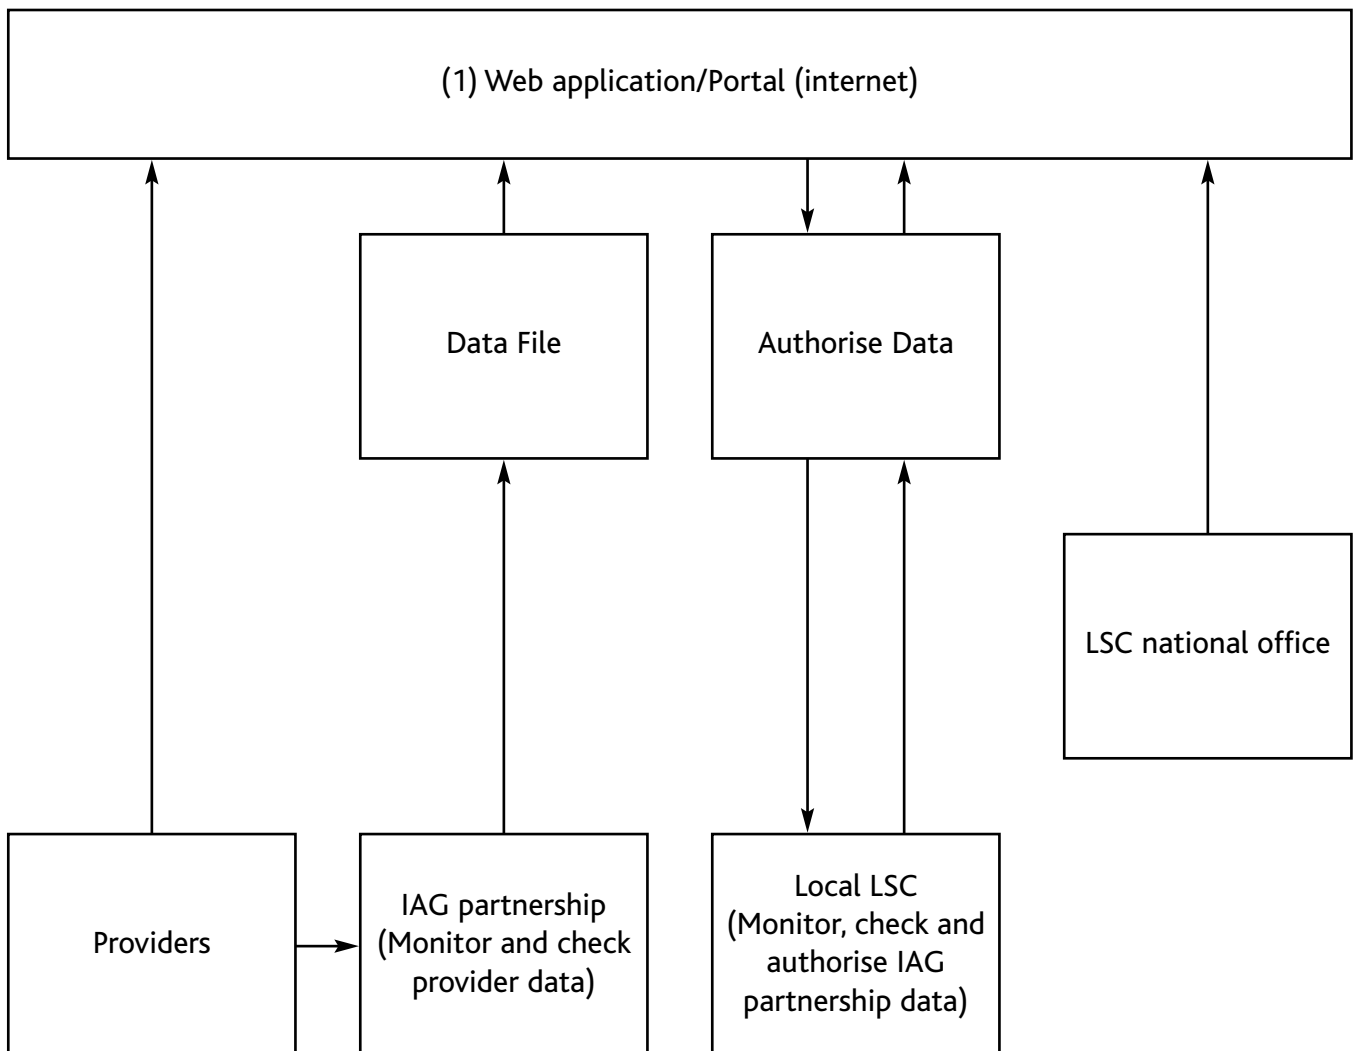 (1) Web application/Portal (internet)
Data File
Authorise Data
LSC national office
Providers
IAG partnership
(Monitor and check
provider data)
Local LSC
(Monitor, check and
authorise IAG
partnership data)